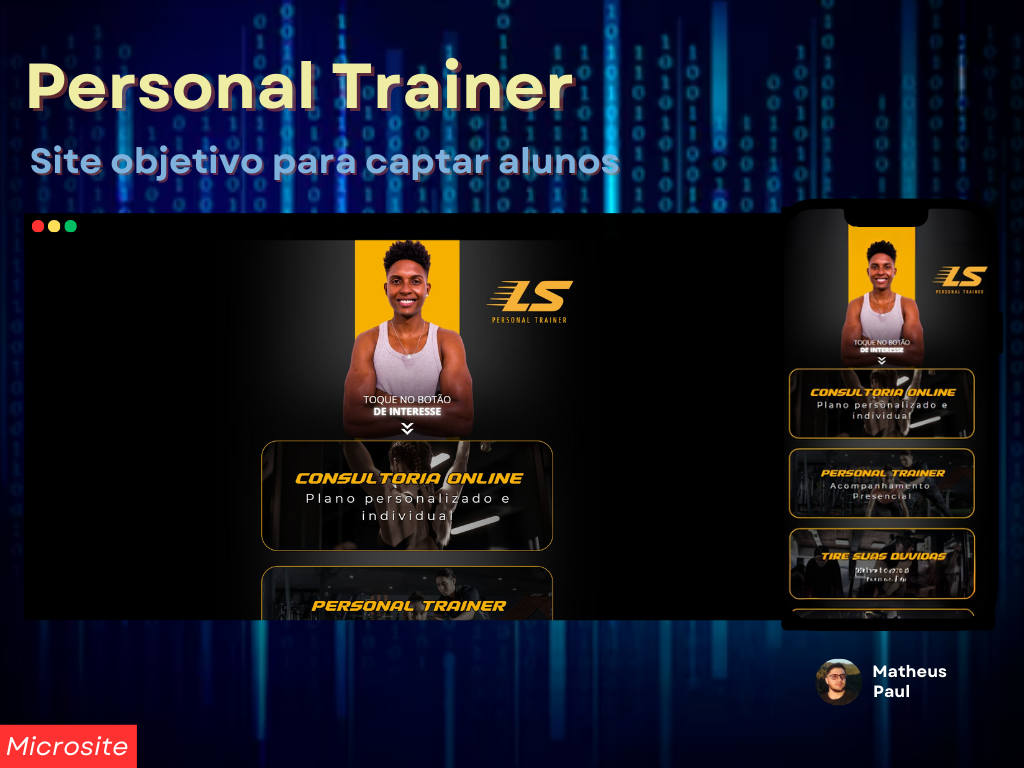 Personal Trainer
Site objetivo para captar alunos
LS
PERSONAL TRAINER
TOQUE NO BOTÃO
DE INTERESSE
CONSULTORIA ONLINE
Plano personalizado e
individual
PERSONAL TRAINER
LS
PERSONAL TRAINER
TOQUE NO BOTÃO
DE INTERESSE
CONSULTORIA ONLINE
Plano personalizado e
individual
PERSONAL TRAINER
Acompanhamento
Presencial
TIRE SUAS DUVIDAS
Matheus
Paul
Microsite